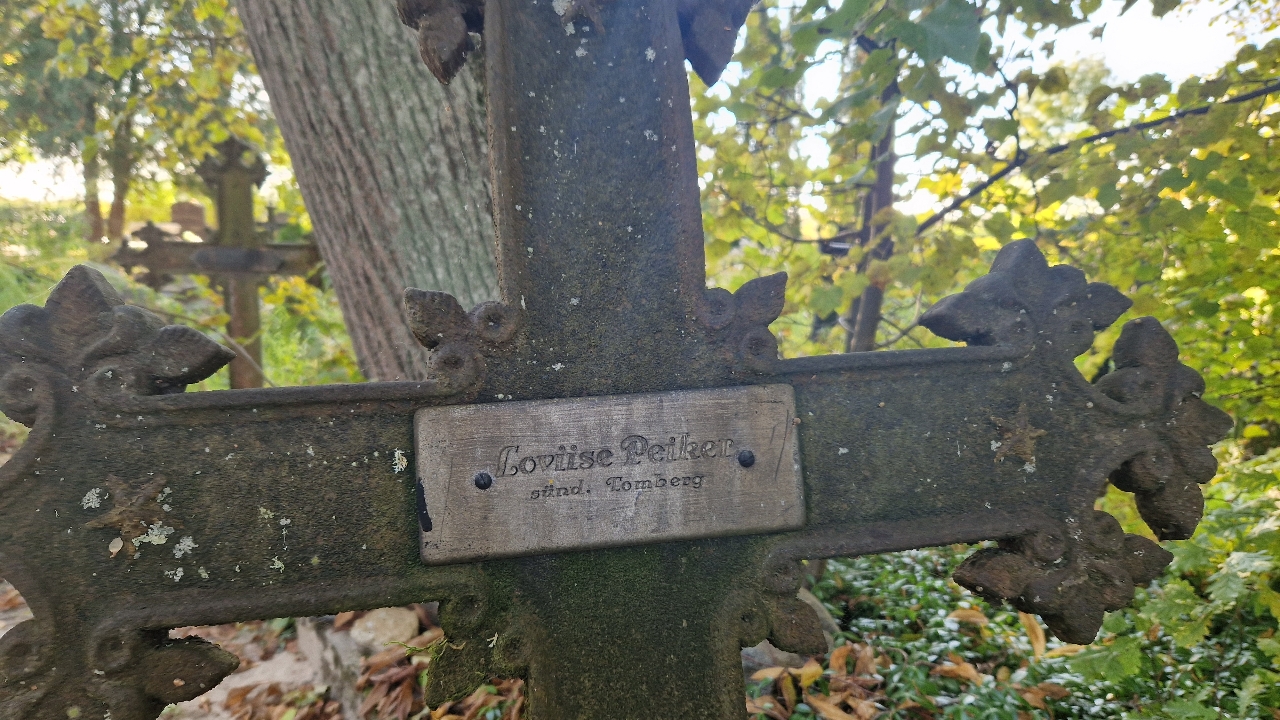 Loviise Peiker
sünd. Tomberg